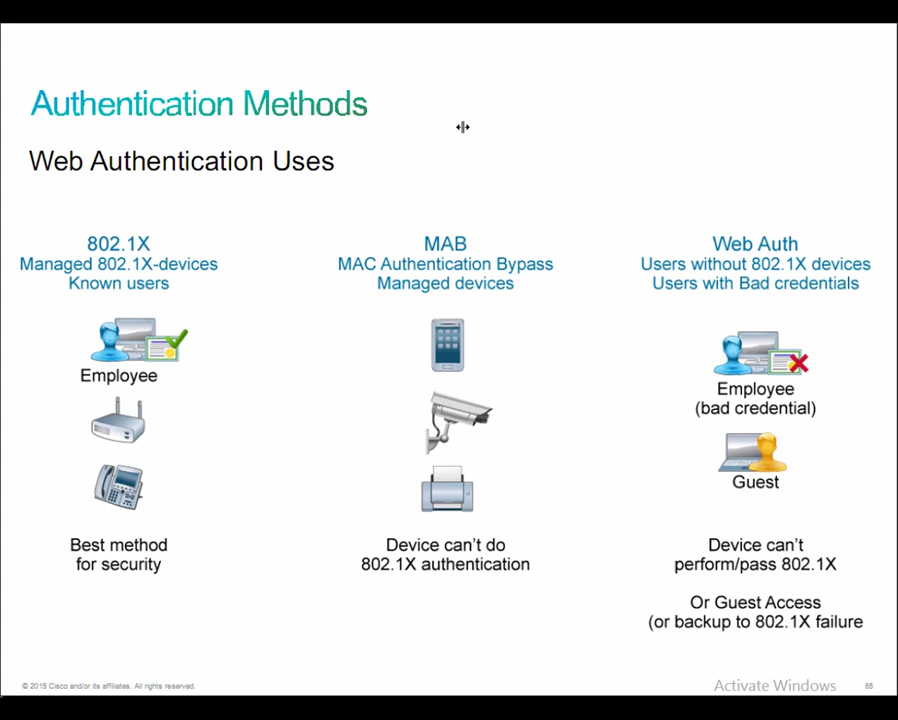 Authentication Methods
Web Authentication Uses
802.1X
Managed 802.1X-devices
Known users
Employee
Best method
for security
MAB
MAC Authentication Bypass
Managed devices
Device can't do
802.1X authentication
Web Auth
Users without 802.1X devices
Users with Bad credentials
Employee
(bad credential)
Guest
Device can't
perform/pass 802.1X
Or Guest Access
(or backup to 802.1X failure
© 2015 Cisco and/or its affiliates. All rights reserved.
Activate Windows
65